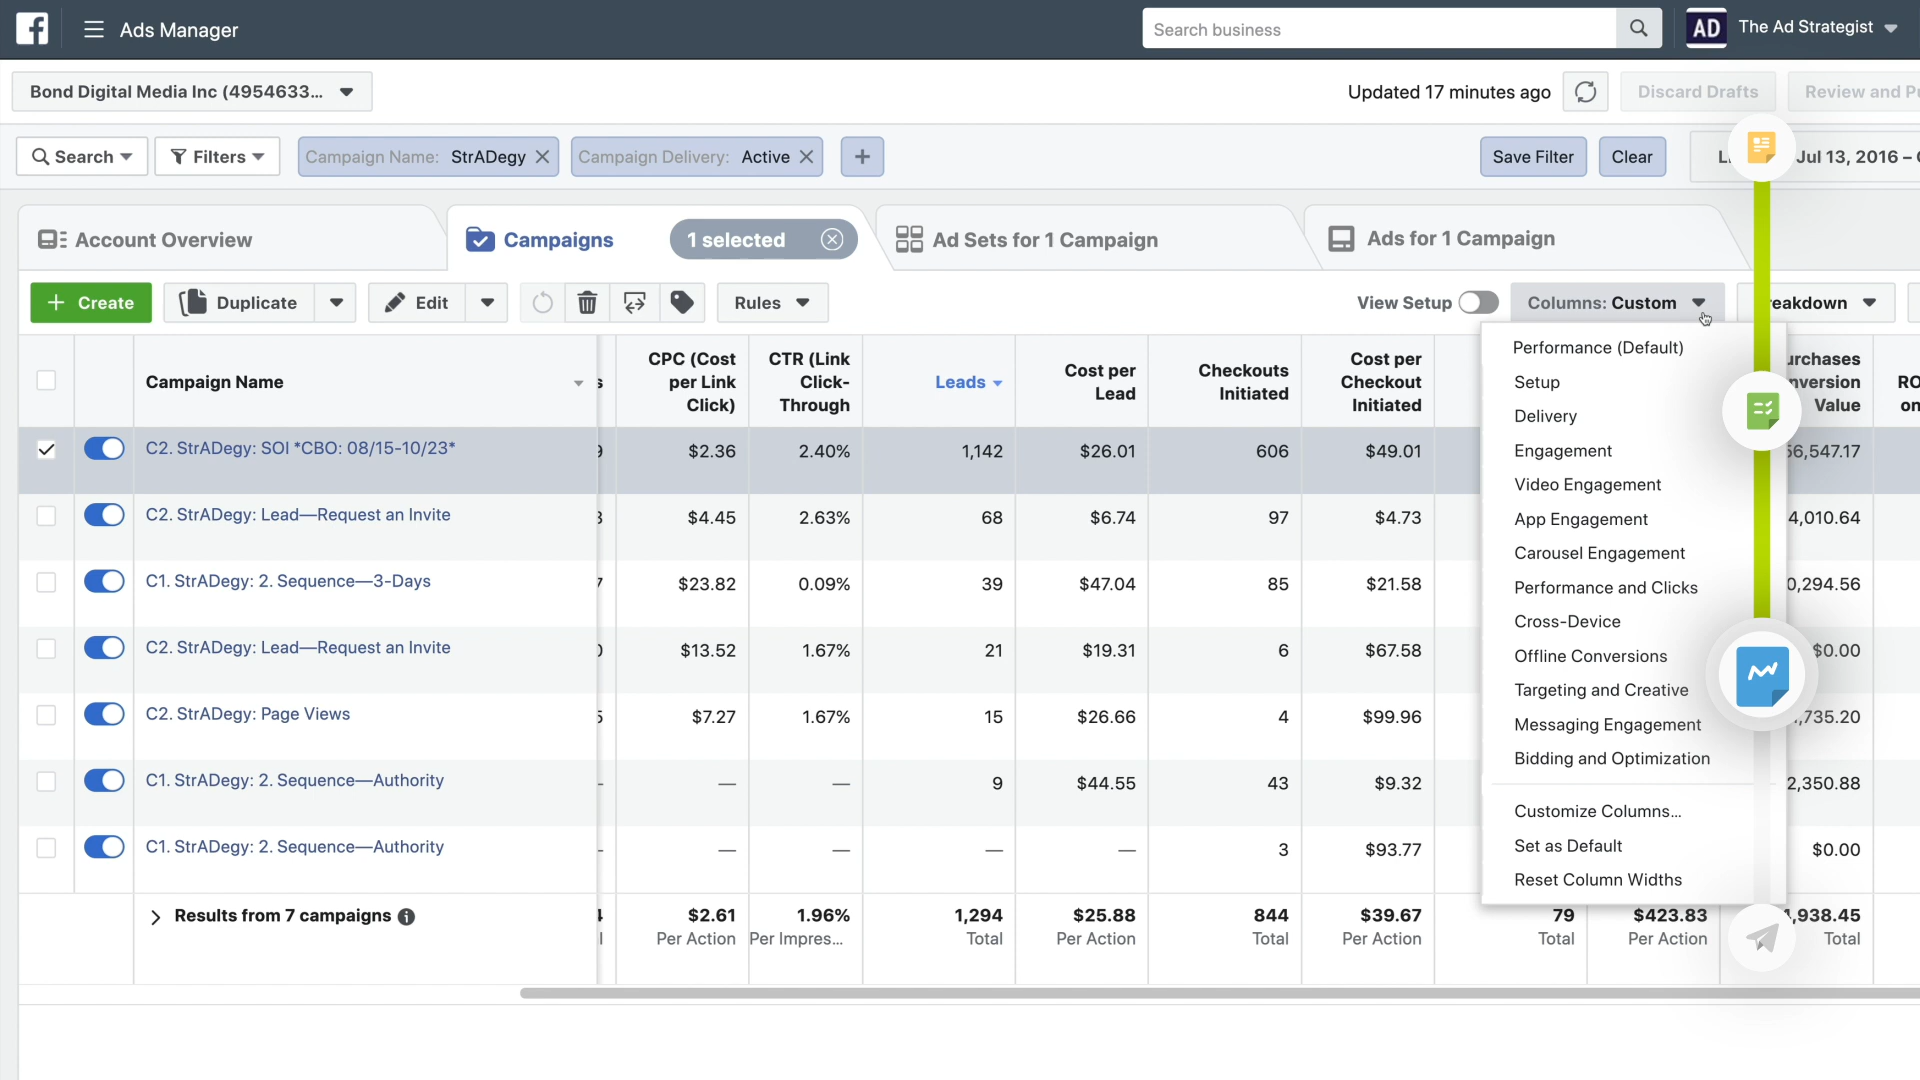 Ads Manager
Search business
AD The Ad Strategist
Bond Digital Media Inc (4954633...
Updated 17 minutes ago
Discard Drafts
Review and
Search
Filters
Campaign Name: StrADegy
Campaign Delivery: Active
Save Filter
Clear
Jul 13, 2016 –
Account Overview
Campaigns
1 selected
Ad Sets for 1 Campaign
Ads for 1 Campaign
+ Create
Duplicate
Edit
Rules
View Setup
Columns: Custom
eakdown
Campaign Name
CPC (Cost
per Link
Click)
CTR (Link
Click-
Through
Leads
Cost per
Lead
Checkouts
Initiated
Cost per
Checkout
Initiated
Value
C2. StrADegy: SOI *CBO: 08/15-10/23* $2.36 2.40% 1,142 $26.01 606 $49.01 6,547.17
C2. StrADegy: Lead—Request an Invite $4.45 2.63% 68 $6.74 97 $4.73 4,010.64
C1. StrADegy: 2. Sequence—3-Days $23.82 0.09% 39 $47.04 85 $21.58 0,294.56
C2. StrADegy: Lead—Request an Invite $13.52 1.67% 21 $19.31 6 $67.58 $0.00
C2. StrADegy: Page Views $7.27 1.67% 15 $26.66 4 $99.96 ,735.20
C1. StrADegy: 2. Sequence—Authority — — 9 $44.55 43 $9.32 2,350.88
C1. StrADegy: 2. Sequence—Authority — — — — 3 $93.77 $0.00
Results from 7 campaigns $2.61 1.96% 1,294 $25.88 844 $39.67 79 $423.83 ,938.45
Per Action Per Impres... Total Per Action Total Per Action Total Per Action Total
Performance (Default)
Setup
Delivery
Engagement
Video Engagement
App Engagement
Carousel Engagement
Performance and Clicks
Cross-Device
Offline Conversions
Targeting and Creative
Messaging Engagement
Bidding and Optimization
Customize Columns...
Set as Default
Reset Column Widths